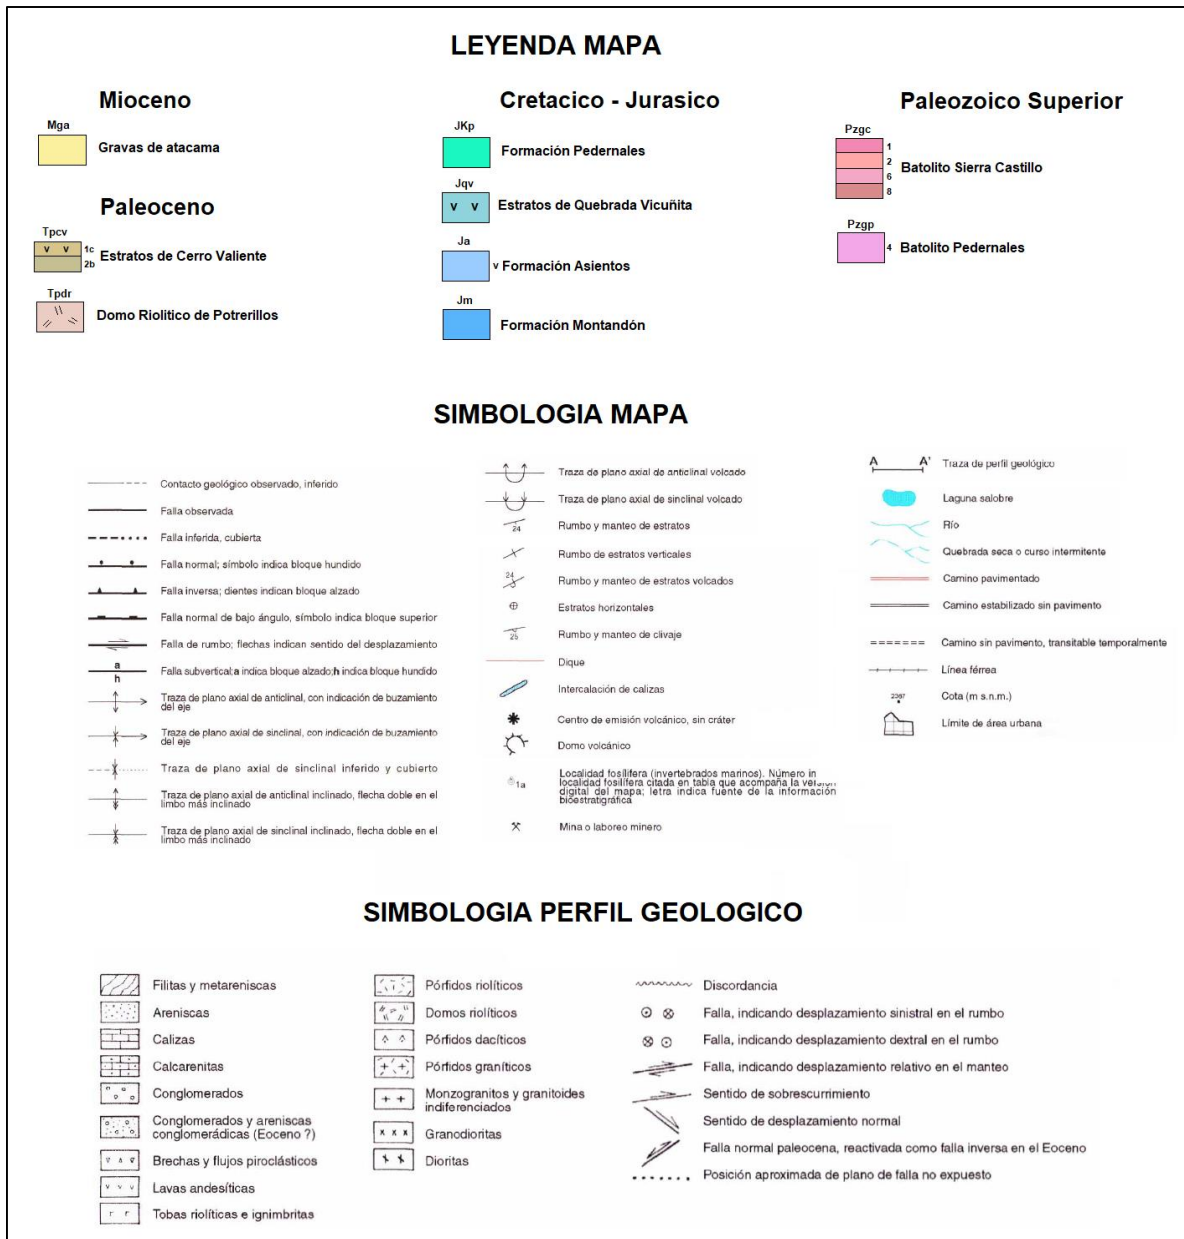 LEYENDA MAPA
Mioceno
Mga
Gravas de atacama
Paleoceno
Tpcv
v v 1c
2b
Estratos de Cerro Valiente
Tpdr
Domo Riolitico de Potrerillos
Cretacico - Jurasico
JKp
Formación Pedernales
Jqv
v v
Estratos de Quebrada Vicuñita
Ja
v Formación Asientos
Jm
Formación Montandón
Paleozoico Superior
Pzgc
1
2
6
8
Batolito Sierra Castillo
Pzgp
4 Batolito Pedernales
SIMBOLOGIA MAPA
Contacto geológico observado, inferido
Falla observada
Falla inferida, cubierta
Falla normal; símbolo indica bloque hundido
Falla inversa; dientes indican bloque alzado
Falla normal de bajo ángulo, símbolo indica bloque superior
Falla de rumbo; flechas indican sentido del desplazamiento
a
h
Falla subvertical;a indica bloque alzado;h indica bloque hundido
Traza de plano axial de anticlinal, con indicación de buzamiento
del eje
Traza de plano axial de sinclinal, con indicación de buzamiento
del eje
Traza de plano axial de sinclinal inferido y cubierto
Traza de plano axial de anticlinal inclinado, flecha doble en el
limbo más inclinado
Traza de plano axial de sinclinal inclinado, flecha doble en el
limbo más inclinado
Traza de plano axial de anticlinal volcado
Traza de plano axial de sinclinal volcado
24
Rumbo y manteo de estratos
Rumbo de estratos verticales
24
Rumbo y manteo de estratos volcados
Estratos horizontales
25
Rumbo y manteo de clivaje
Dique
Intercalación de calizas
Centro de emisión volcánico, sin cráter
Domo volcánico
1a
Localidad fosilífera (invertebrados marinos). Número in
localidad fosilífera citada en tabla que acompaña la versión
digital del mapa; letra indica fuente de la información
bioestratigráfica
Mina o laboreo minero
A A'
Traza de perfil geológico
Laguna salobre
Río
Quebrada seca o curso intermitente
Camino pavimentado
Camino estabilizado sin pavimento
Camino sin pavimento, transitable temporalmente
Línea férrea
Cota (m s.n.m.)
Límite de área urbana
SIMBOLOGIA PERFIL GEOLOGICO
Filitas y metareniscas
Areniscas
Calizas
Calcarenitas
Conglomerados
Conglomerados y areniscas
conglomerádicas (Eoceno ?)
Brechas y flujos piroclásticos
Lavas andesíticas
Tobas riolíticas e ignimbritas
Pórfidos riolíticos
Domos riolíticos
Pórfidos dacíticos
Pórfidos graníticos
Monzogranitos y granitoides
indiferenciados
Granodioritas
Dioritas
Discordancia
Falla, indicando desplazamiento sinistral en el rumbo
Falla, indicando desplazamiento dextral en el rumbo
Falla, indicando desplazamiento relativo en el manteo
Sentido de sobrescurrimiento
Sentido de desplazamiento normal
Falla normal paleocena, reactivada como falla inversa en el Eoceno
Posición aproximada de plano de falla no expuesto